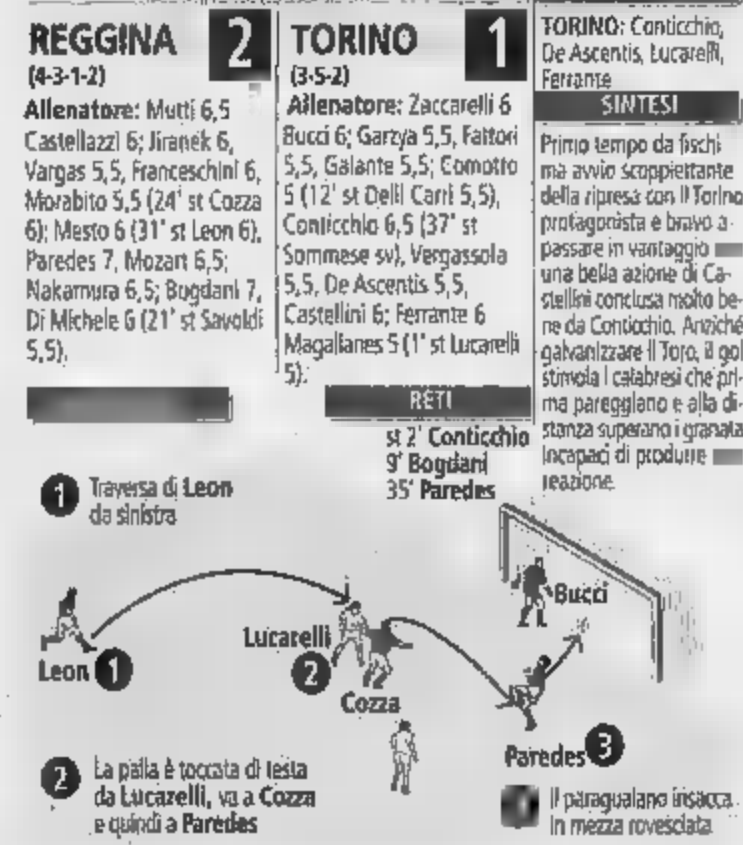 REGGINA 2
(4-3-1-2)
Allenatore: Mutti 6,5
Castellazzi 6; Jiranek 6,
Vargas 5,5, Franceschini 6,
Morabito 5,5 (24' st Cozza
6); Mesto 6 (31' st Leon 6),
Paredes 7, Mozart 6,5;
Nakamura 6,5; Bogdani 7,
Di Michele 6 (21' st Savoldi
5,5).
TORINO 1
(3-5-2)
Allenatore: Zaccarelli 6
Bucci 6; Garzya 5,5, Fattori
5,5, Galante 5,5; Comotto
5 (12' st Delli Carri 5,5),
Conticchio 6,5 (37' st
Sommese sv), Vergassola
5,5, De Ascentis 5,5,
Castellini 6; Ferrante 6
Magallanes 5 (1' st Lucarelli
5).
RETI
st 2' Conticchio
9' Bogdani
35' Paredes
TORINO: Conticchio,
De Ascentis, Lucarelli,
Ferrante
SINTESI
Primo tempo da fischi
ma avvio scoppiettante
della ripresa con il Torino
protagonista e bravo a
passare in vantaggio
una bella azione di Ca-
stellini conclusa molto be-
ne da Conticchio. Anziché
galvanizzare il Toro, il gol
stimola i calabresi che pri-
ma pareggiano e alla di-
stanza superano i granata
incapaci di produrre
reazione.
1 Traversa di Leon
da sinistra
Bucci
Lucarelli
Leon 1
2
Cozza
Paredes 3
2 La palla è toccata di testa
da Lucarelli, va a Cozza
e quindi a Paredes
Il paraguaiano insacca
in mezza rovesciata